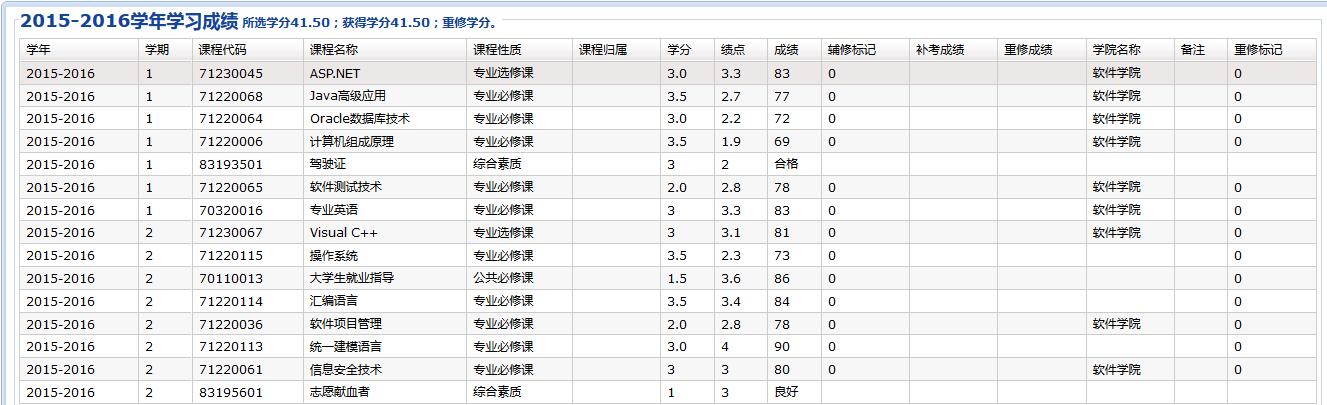 2015-2016学年学习成绩 所选学分41.50；获得学分41.50；重修学分。
学年 学期 课程代码 课程名称 课程性质 课程归属 学分 绩点 成绩 辅修标记 补考成绩 重修成绩 学院名称 备注 重修标记
2015-2016 1 71230045 ASP.NET 专业选修课 3.0 3.3 83 0 软件学院 0
2015-2016 1 71220068 Java高级应用 专业必修课 3.5 2.7 77 0 软件学院 0
2015-2016 1 71220064 Oracle数据库技术 专业必修课 3.0 2.2 72 0 软件学院 0
2015-2016 1 71220006 计算机组成原理 专业必修课 3.5 1.9 69 0 软件学院 0
2015-2016 1 83193501 驾驶证 综合素质 3 2 合格
2015-2016 1 71220065 软件测试技术 专业必修课 2.0 2.8 78 0 软件学院 0
2015-2016 1 70320016 专业英语 专业必修课 3 3.3 83 0 软件学院 0
2015-2016 2 71230067 Visual C++ 专业选修课 3 3.1 81 0 软件学院 0
2015-2016 2 71220115 操作系统 专业必修课 3.5 2.3 73 0 0
2015-2016 2 70110013 大学生就业指导 公共必修课 1.5 3.6 86 0 0
2015-2016 2 71220114 汇编语言 专业必修课 3.5 3.4 84 0 0
2015-2016 2 71220036 软件项目管理 专业必修课 2.0 2.8 78 0 软件学院 0
2015-2016 2 71220113 统一建模语言 专业必修课 3.0 4 90 0 0
2015-2016 2 71220061 信息安全技术 专业必修课 3 3 80 0 软件学院 0
2015-2016 2 83195601 志愿献血者 综合素质 1 3 良好